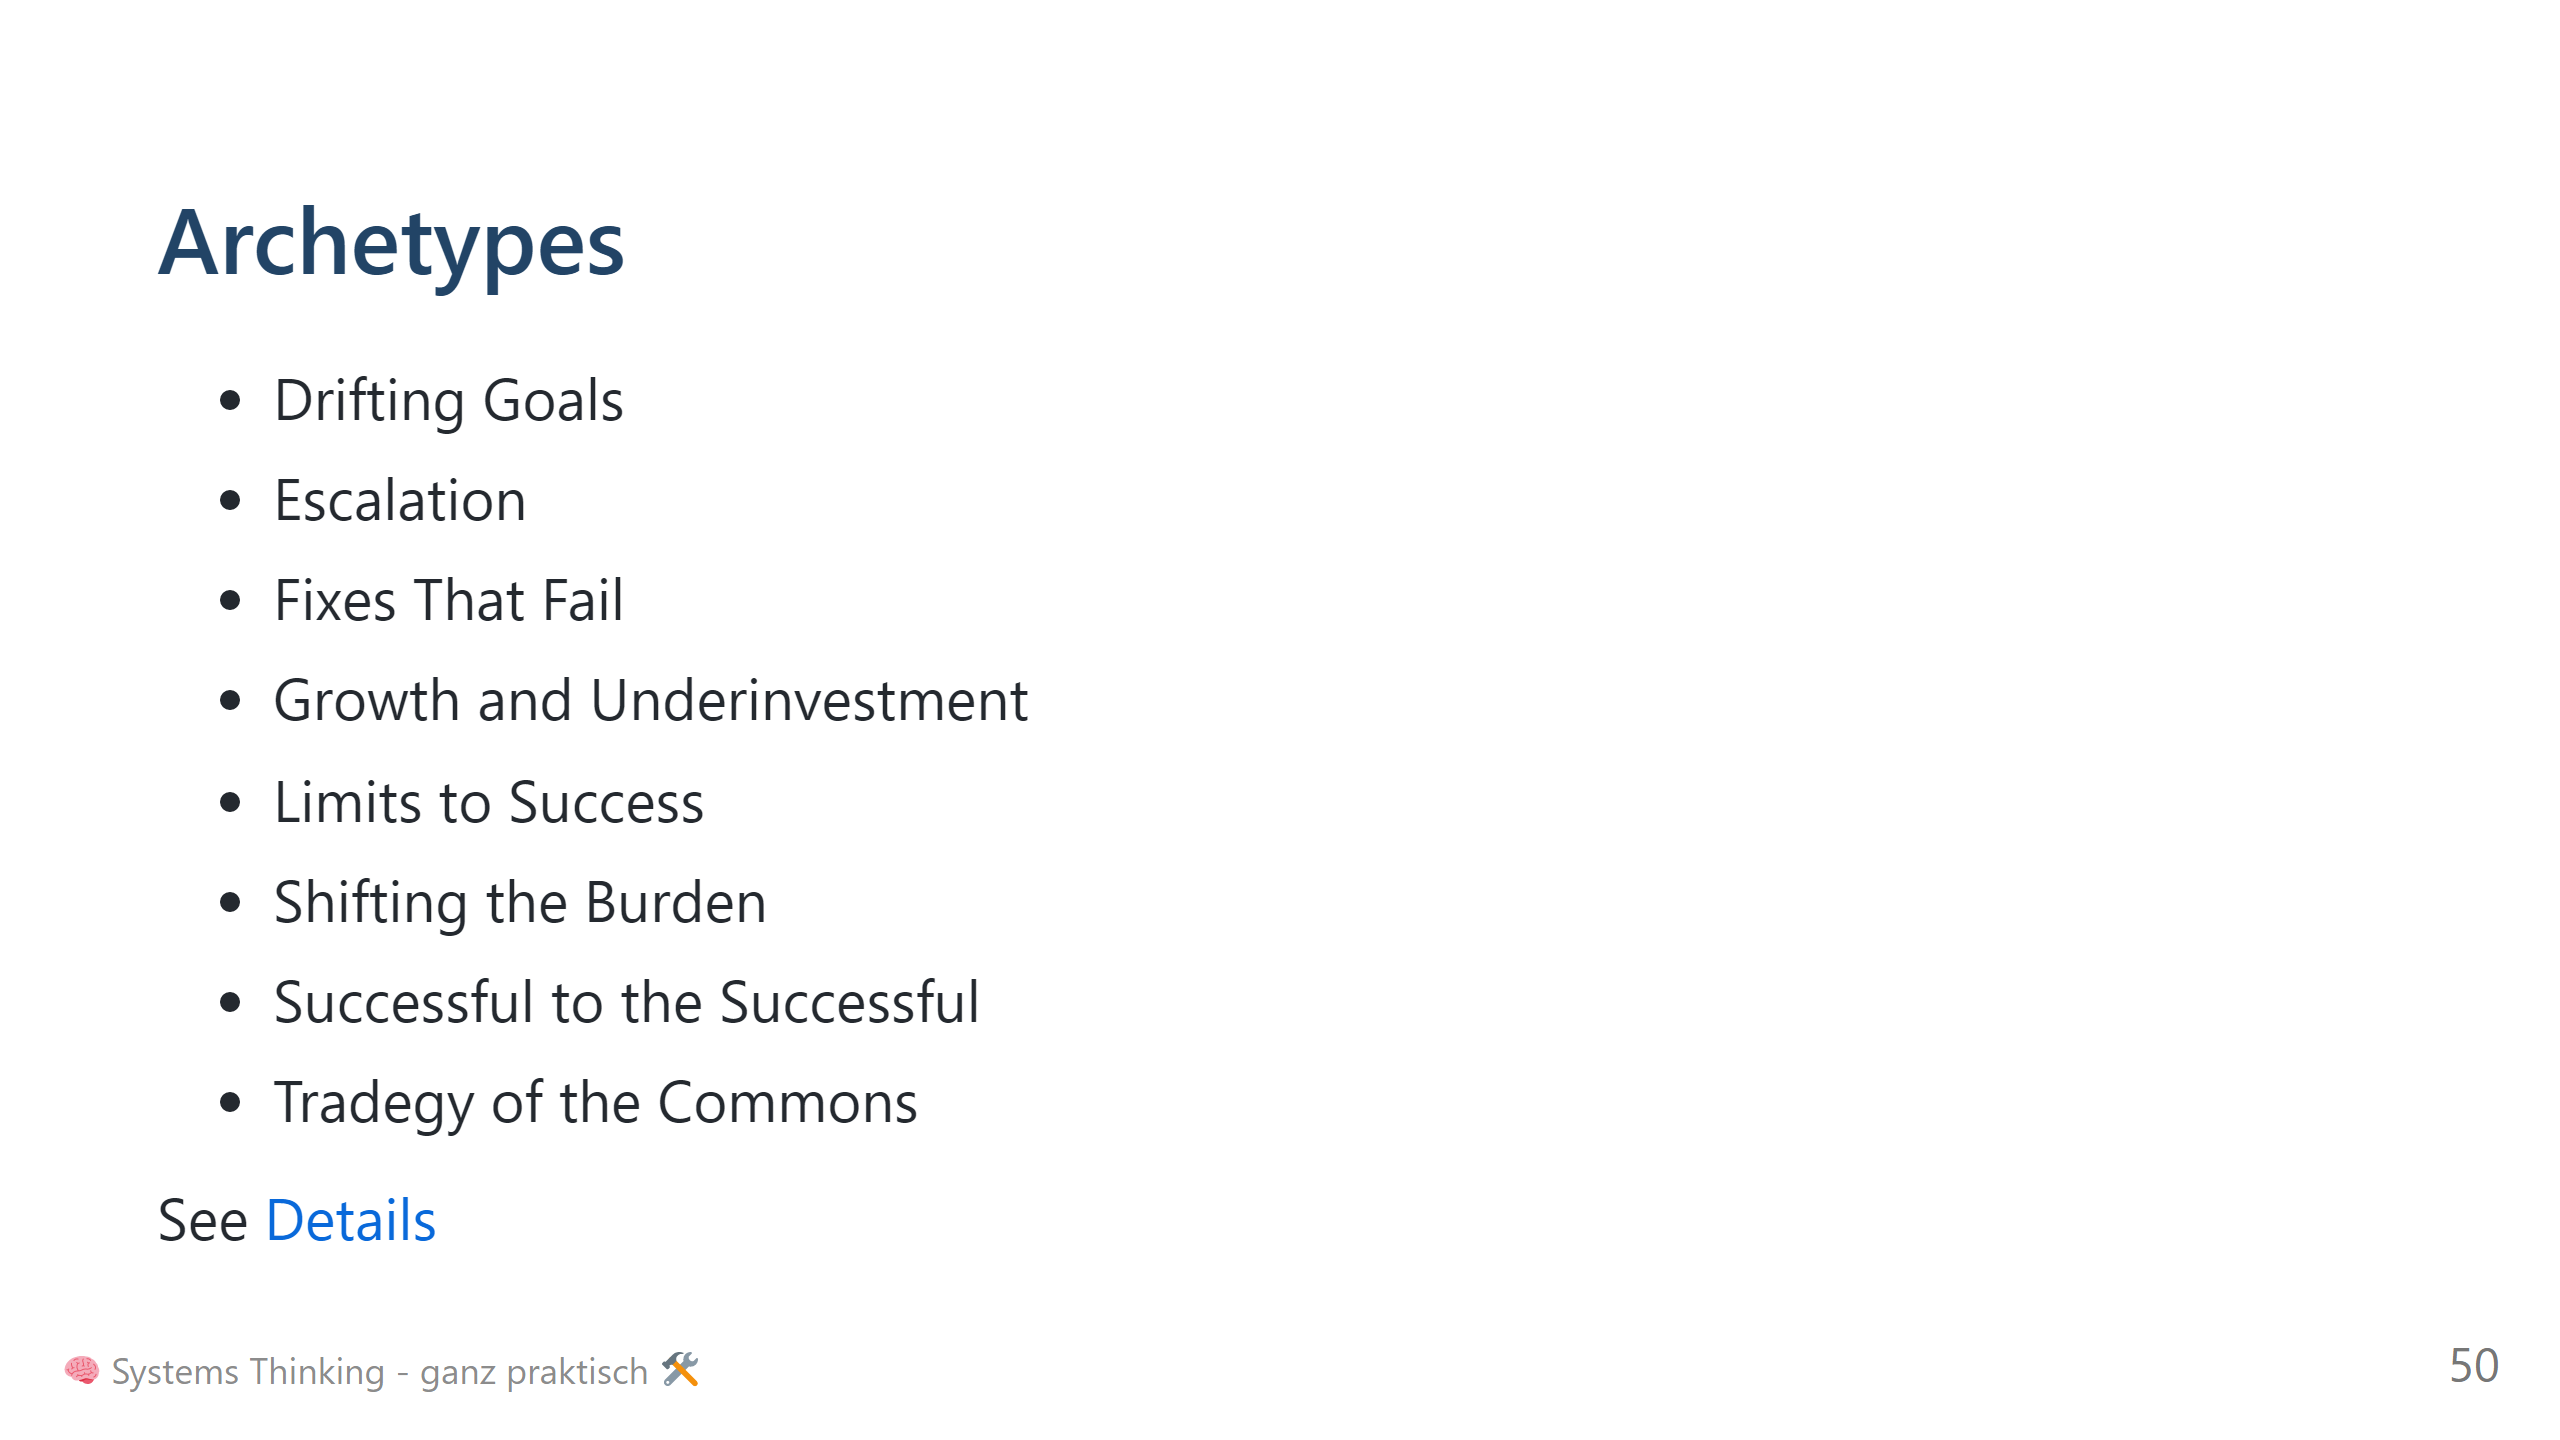 Archetypes
• Drifting Goals
• Escalation
• Fixes That Fail
• Growth and Underinvestment
• Limits to Success
• Shifting the Burden
• Successful to the Successful
• Tradegy of the Commons
See Details
🧠 Systems Thinking - ganz praktisch 🛠️
50